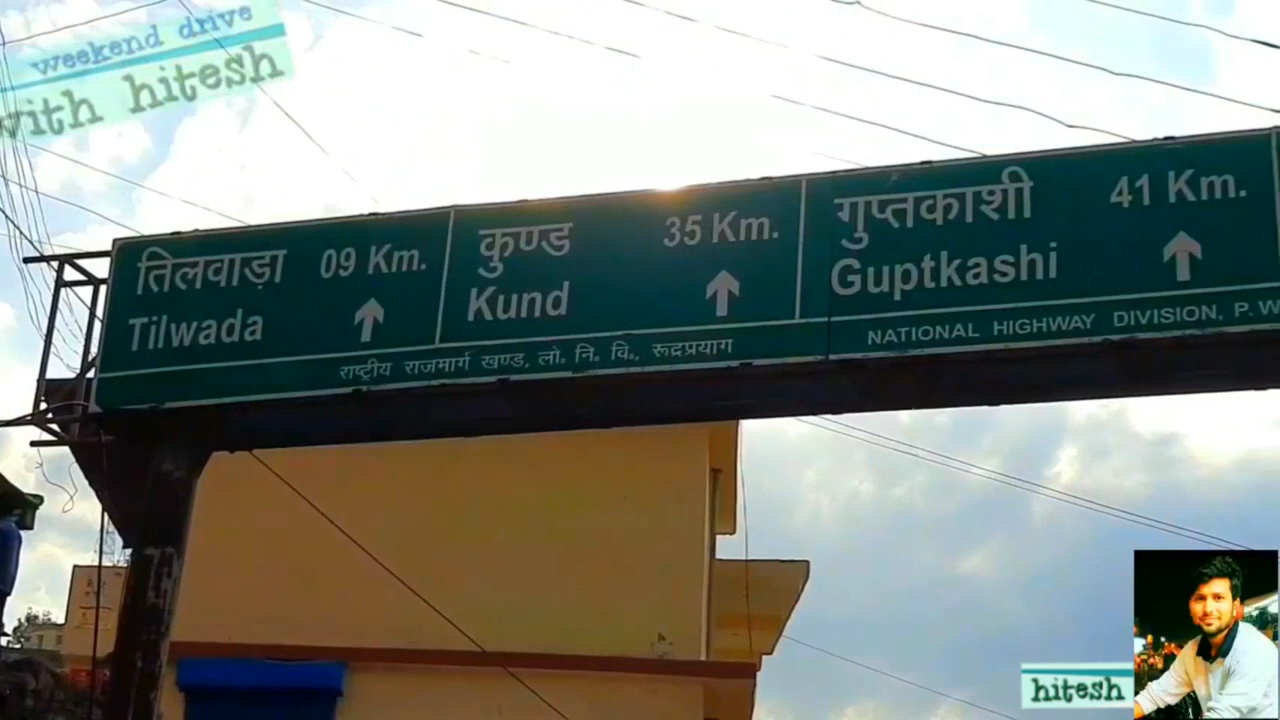 weekend drive
with hitesh
तिलवाड़ा 09 Km.
Tilwada
कुण्ड 35 Km.
Kund
गुप्तकाशी 41 Km.
Guptkashi
राष्ट्रीय राजमार्ग खण्ड, लो. नि. वि., रूद्रप्रयाग
NATIONAL HIGHWAY DIVISION, P. W
hitesh